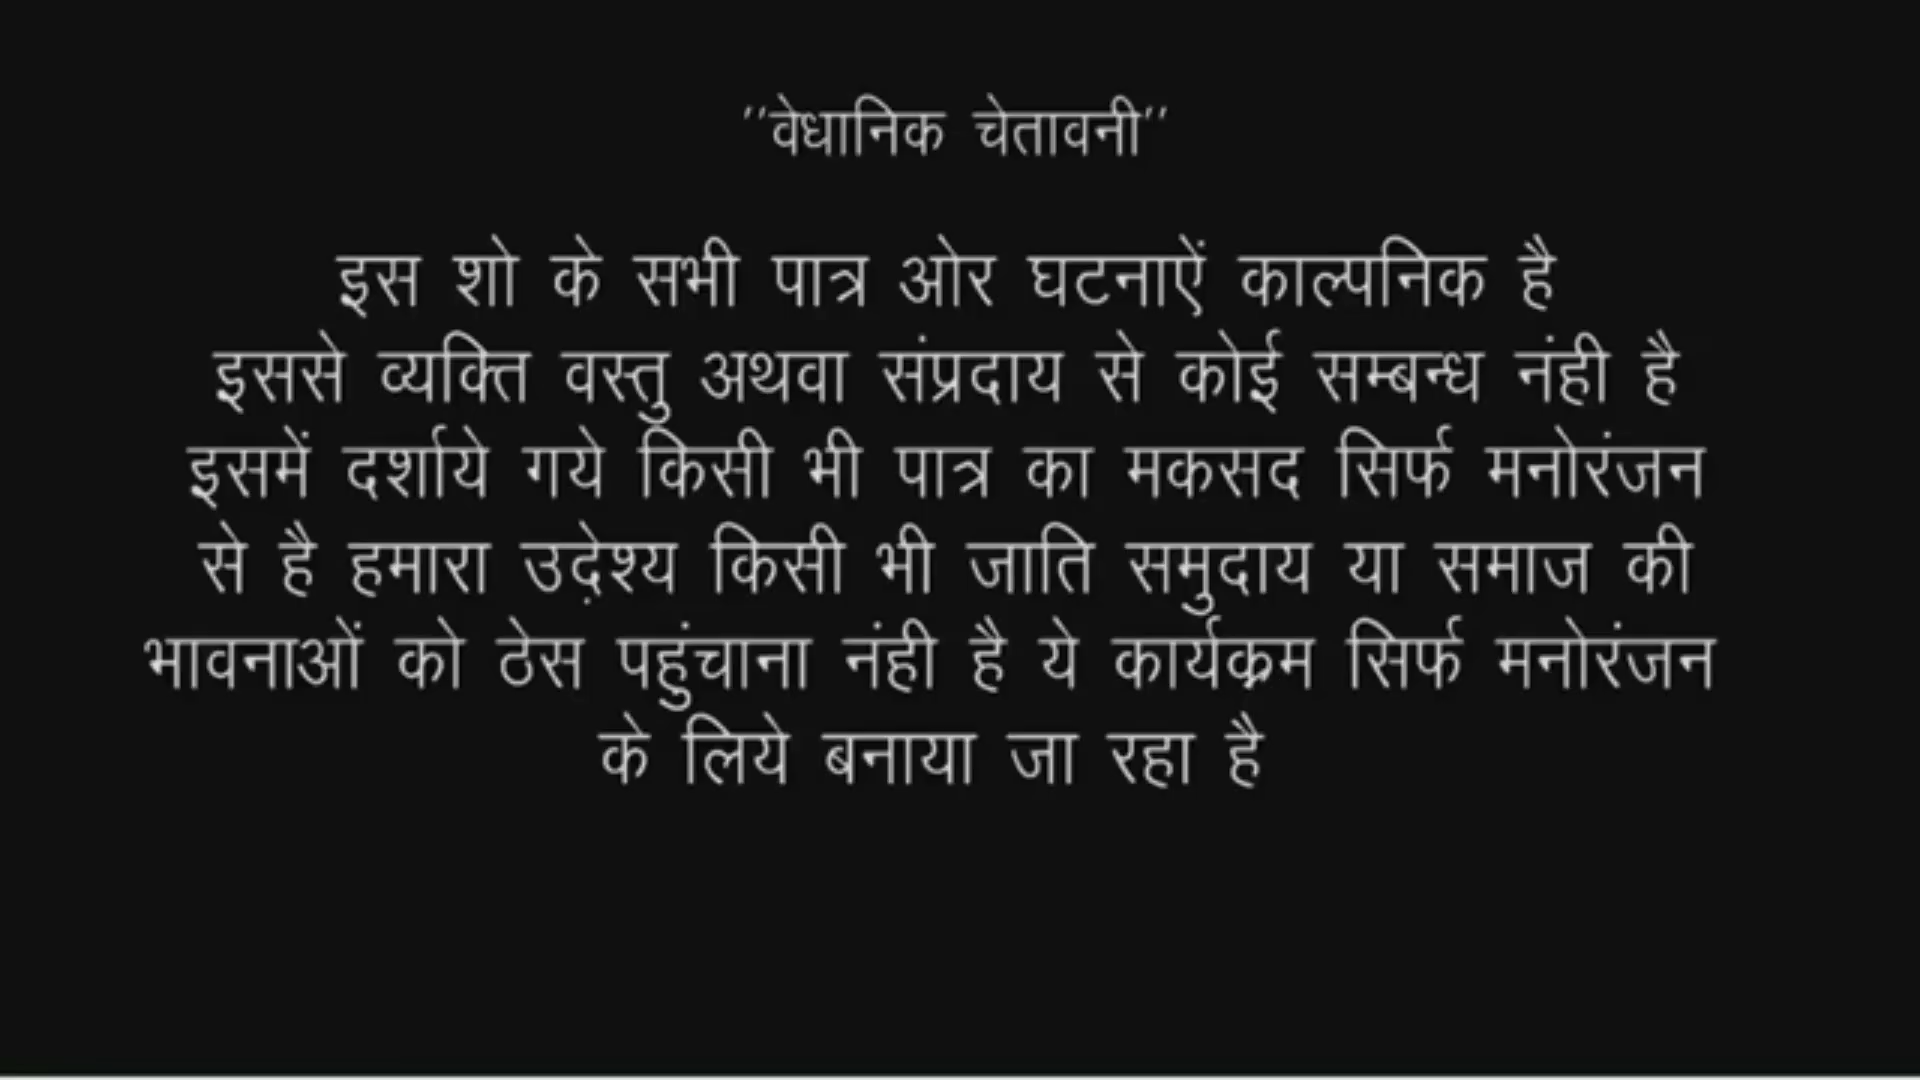 "वेधानिक चेतावनी"
इस शो के सभी पात्र ओर घटनाऐं काल्पनिक है
इससे व्यक्ति वस्तु अथवा संप्रदाय से कोई सम्बन्ध नंही है
इसमें दर्शाये गये किसी भी पात्र का मकसद सिर्फ मनोरंजन
से है हमारा उद़ेश्य किसी भी जाति समुदाय या समाज की
भावनाओं को ठेस पहुंचाना नंही है ये कार्यक्रम सिर्फ मनोरंजन
के लिये बनाया जा रहा है